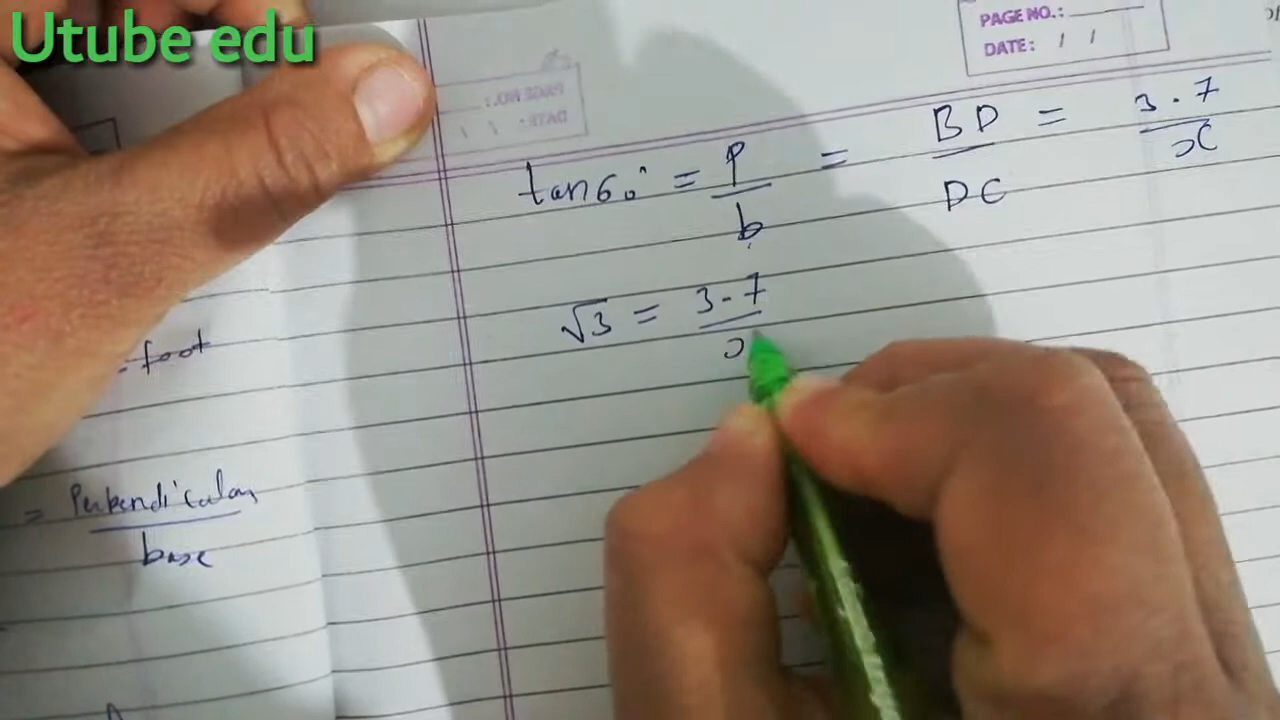 Utube edu
PAGE NO.:
DATE: / /
tan60° = p/b = BD/DC = 3.7/x
√3 = 3.7/
- foot
= Perpendicular
base